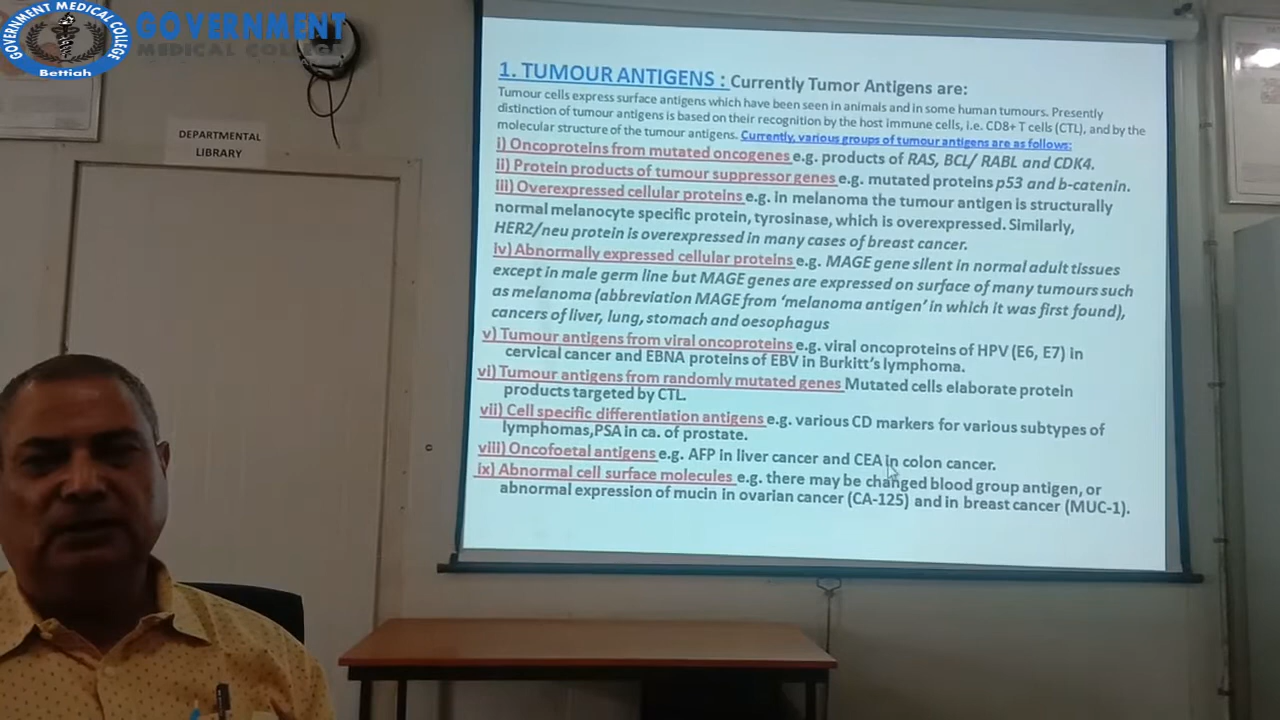 GOVERNMENT MEDICAL COLLEGE
Bettiah
GOVERNMENT
MEDICAL COLLEGE
DEPARTMENTAL
LIBRARY
1. TUMOUR ANTIGENS : Currently Tumor Antigens are:
Tumour cells express surface antigens which have been seen in animals and in some human tumours. Presently
distinction of tumour antigens is based on their recognition by the host immune cells, i.e. CD8+ T cells (CTL), and by the
molecular structure of the tumour antigens. Currently, various groups of tumour antigens are as follows:
i) Oncoproteins from mutated oncogenes e.g. products of RAS, BCL/ RABL and CDK4.
ii) Protein products of tumour suppressor genes e.g. mutated proteins p53 and b-catenin.
iii) Overexpressed cellular proteins e.g. in melanoma the tumour antigen is structurally
normal melanocyte specific protein, tyrosinase, which is overexpressed. Similarly,
HER2/neu protein is overexpressed in many cases of breast cancer.
iv) Abnormally expressed cellular proteins e.g. MAGE gene silent in normal adult tissues
except in male germ line but MAGE genes are expressed on surface of many tumours such
as melanoma (abbreviation MAGE from ‘melanoma antigen’ in which it was first found),
cancers of liver, lung, stomach and oesophagus
v) Tumour antigens from viral oncoproteins e.g. viral oncoproteins of HPV (E6, E7) in
cervical cancer and EBNA proteins of EBV in Burkitt’s lymphoma.
vi) Tumour antigens from randomly mutated genes Mutated cells elaborate protein
products targeted by CTL.
vii) Cell specific differentiation antigens e.g. various CD markers for various subtypes of
lymphomas,PSA in ca. of prostate.
viii) Oncofoetal antigens e.g. AFP in liver cancer and CEA in colon cancer.
ix) Abnormal cell surface molecules e.g. there may be changed blood group antigen, or
abnormal expression of mucin in ovarian cancer (CA-125) and in breast cancer (MUC-1).